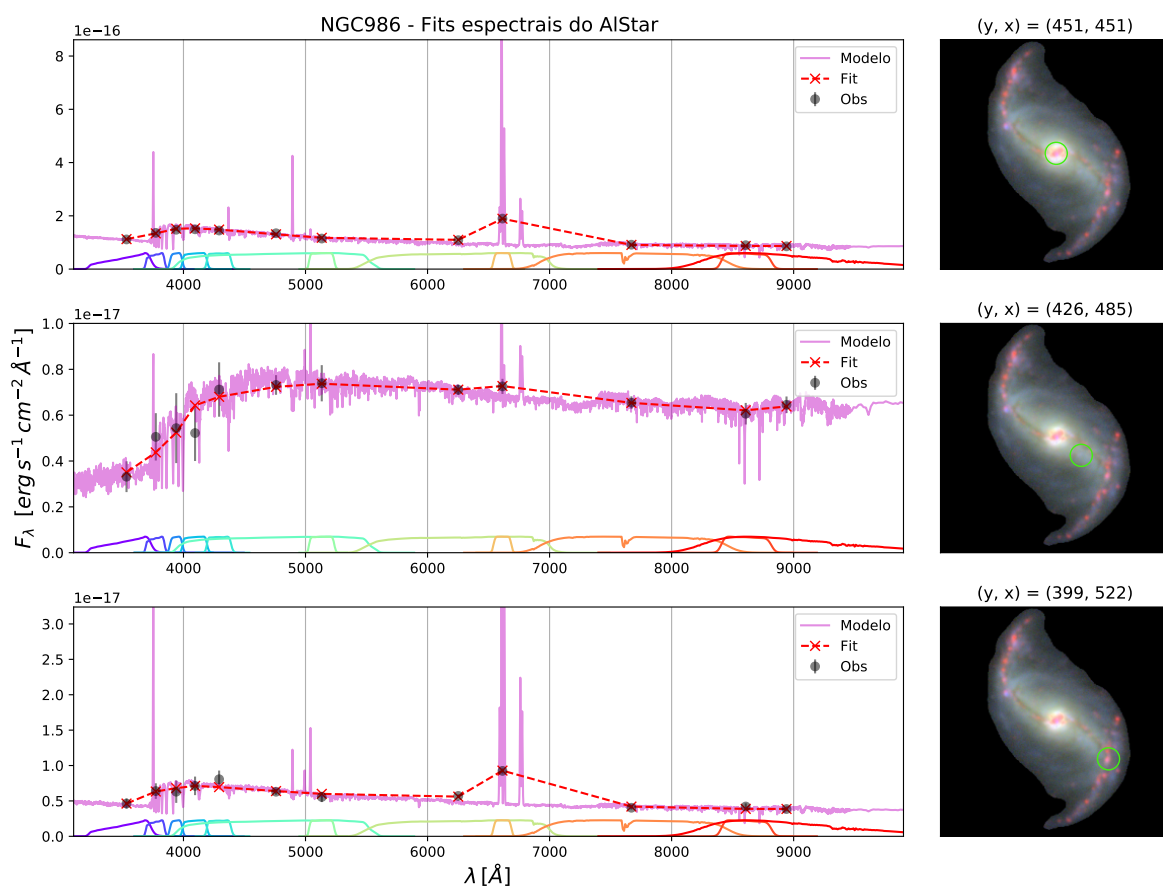 NGC986 - Fits espectrais do AlStar
1e-16
Modelo
Fit
Obs
8
6
4
2
0
4000 5000 6000 7000 8000 9000
(y, x) = (451, 451)
1e-17
Modelo
Fit
Obs
1.0
0.8
0.6
0.4
0.2
0.0
4000 5000 6000 7000 8000 9000
(y, x) = (426, 485)
F_λ [erg s⁻¹ cm⁻² Å⁻¹]
1e-17
Modelo
Fit
Obs
3.0
2.5
2.0
1.5
1.0
0.5
0.0
4000 5000 6000 7000 8000 9000
λ [Å]
(y, x) = (399, 522)